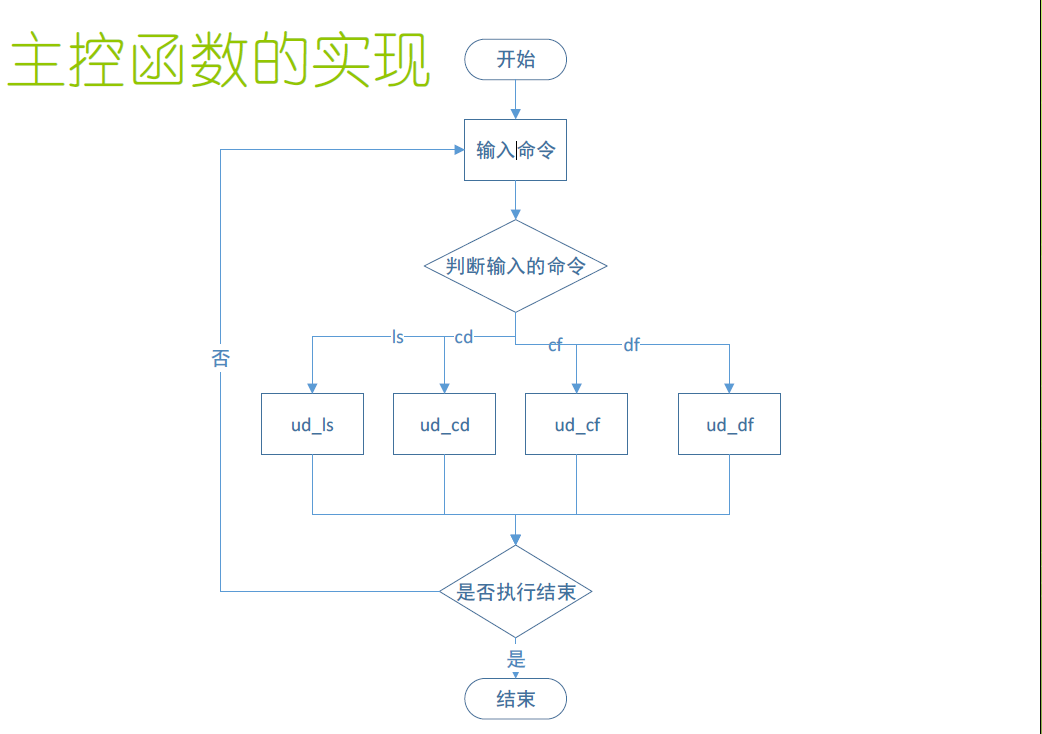 主控函数的实现
开始
输入命令
判断输入的命令
ls
cd
cf
df
否
ud_ls
ud_cd
ud_cf
ud_df
是否执行结束
是
结束